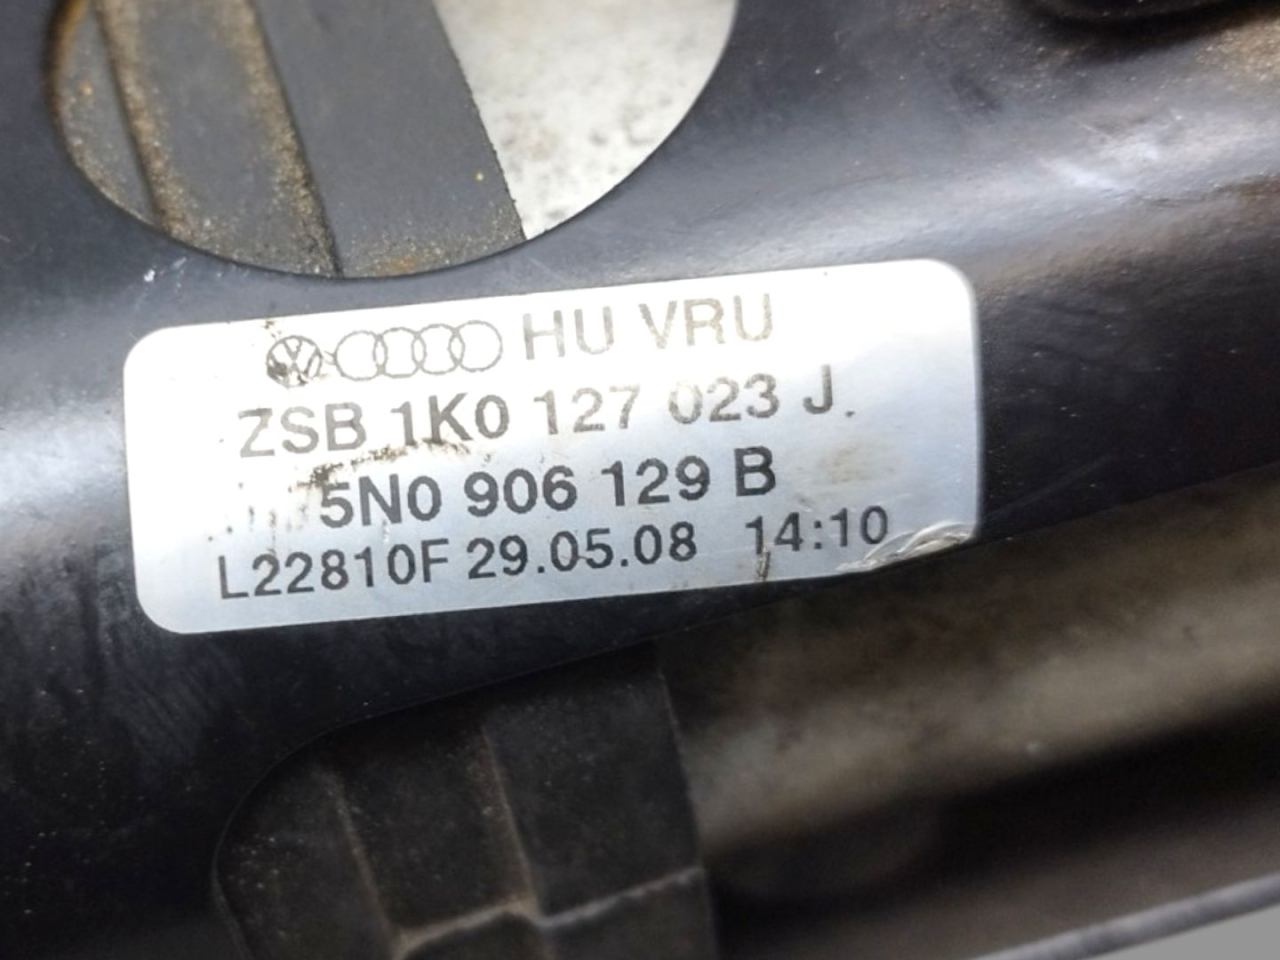 HU VRU
ZSB 1K0 127 023 J.
5N0 906 129 B
L22810F 29.05.08 14:10